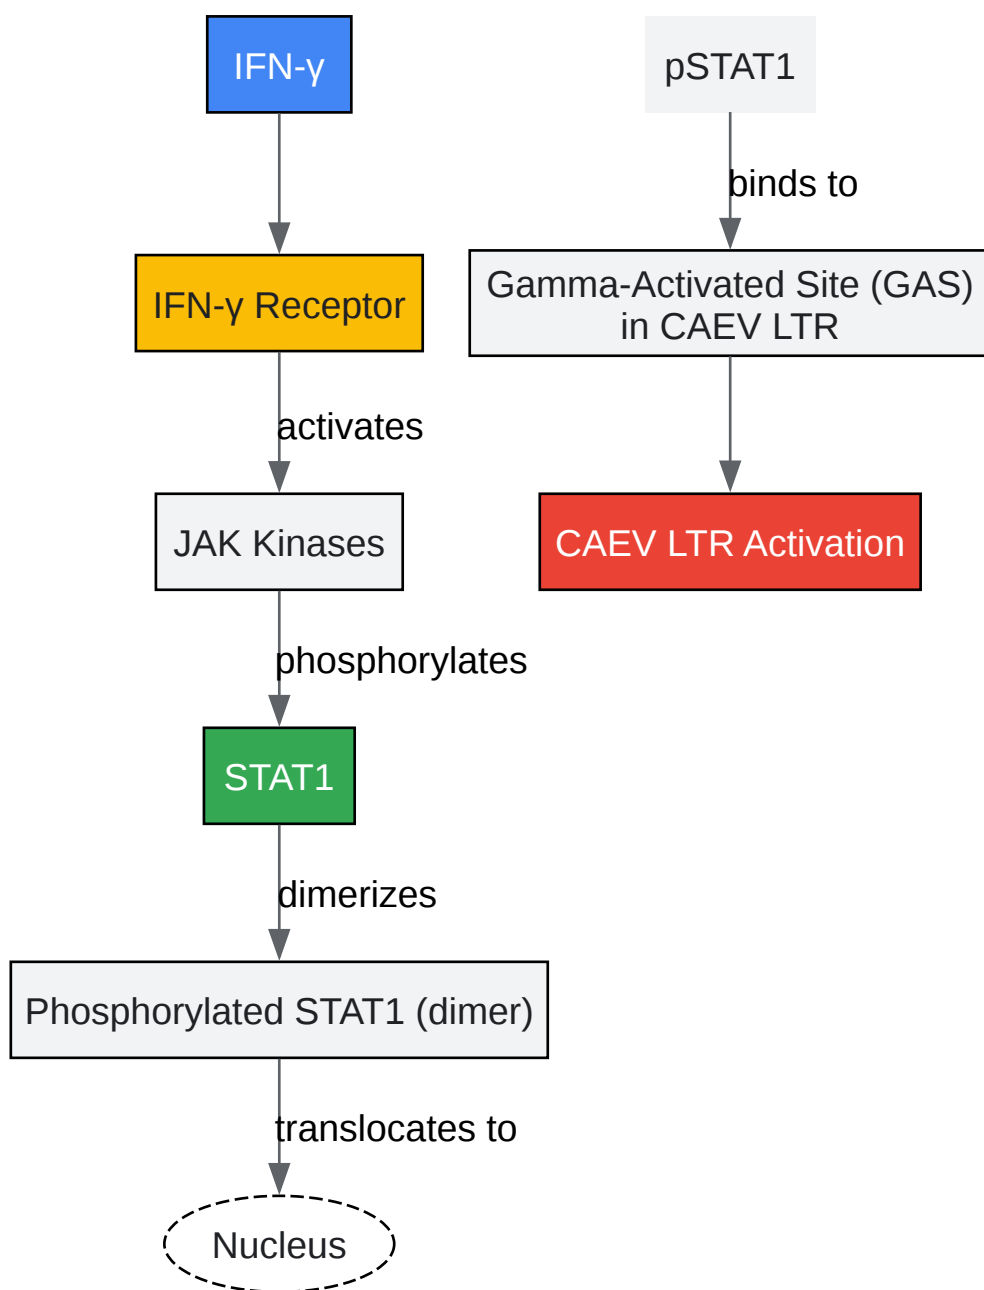 IFN-γ
IFN-γ Receptor
activates
JAK Kinases
phosphorylates
STAT1
dimerizes
Phosphorylated STAT1 (dimer)
translocates to
Nucleus
pSTAT1
binds to
Gamma-Activated Site (GAS)
in CAEV LTR
CAEV LTR Activation